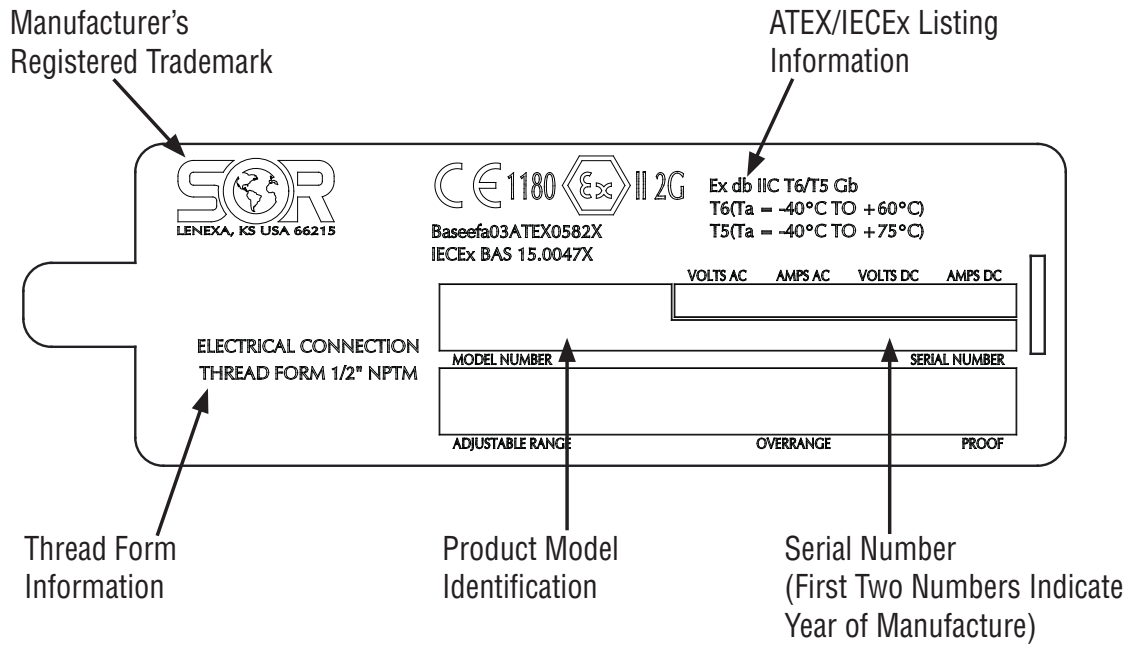 Manufacturer's
Registered Trademark
ATEX/IECEx Listing
Information
SOR
LENEXA, KS USA 66215
CE 1180 Ex II 2G
Baseefa03ATEX0582X
IECEx BAS 15.0047X
Ex db IIC T6/T5 Gb
T6(Ta = -40°C TO +60°C)
T5(Ta = -40°C TO +75°C)
VOLTS AC AMPS AC VOLTS DC AMPS DC
ELECTRICAL CONNECTION
THREAD FORM 1/2" NPTM
MODEL NUMBER SERIAL NUMBER
ADJUSTABLE RANGE OVERRANGE PROOF
Thread Form
Information
Product Model
Identification
Serial Number
(First Two Numbers Indicate
Year of Manufacture)